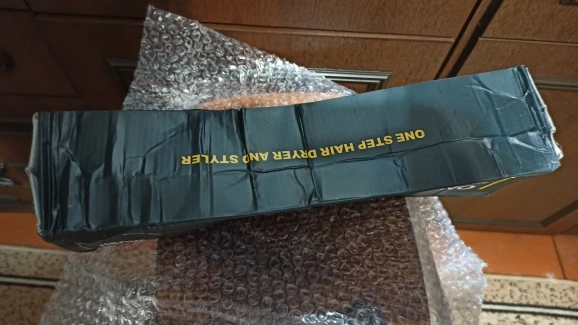 ONE STEP HAIR DRYER AND STYLER